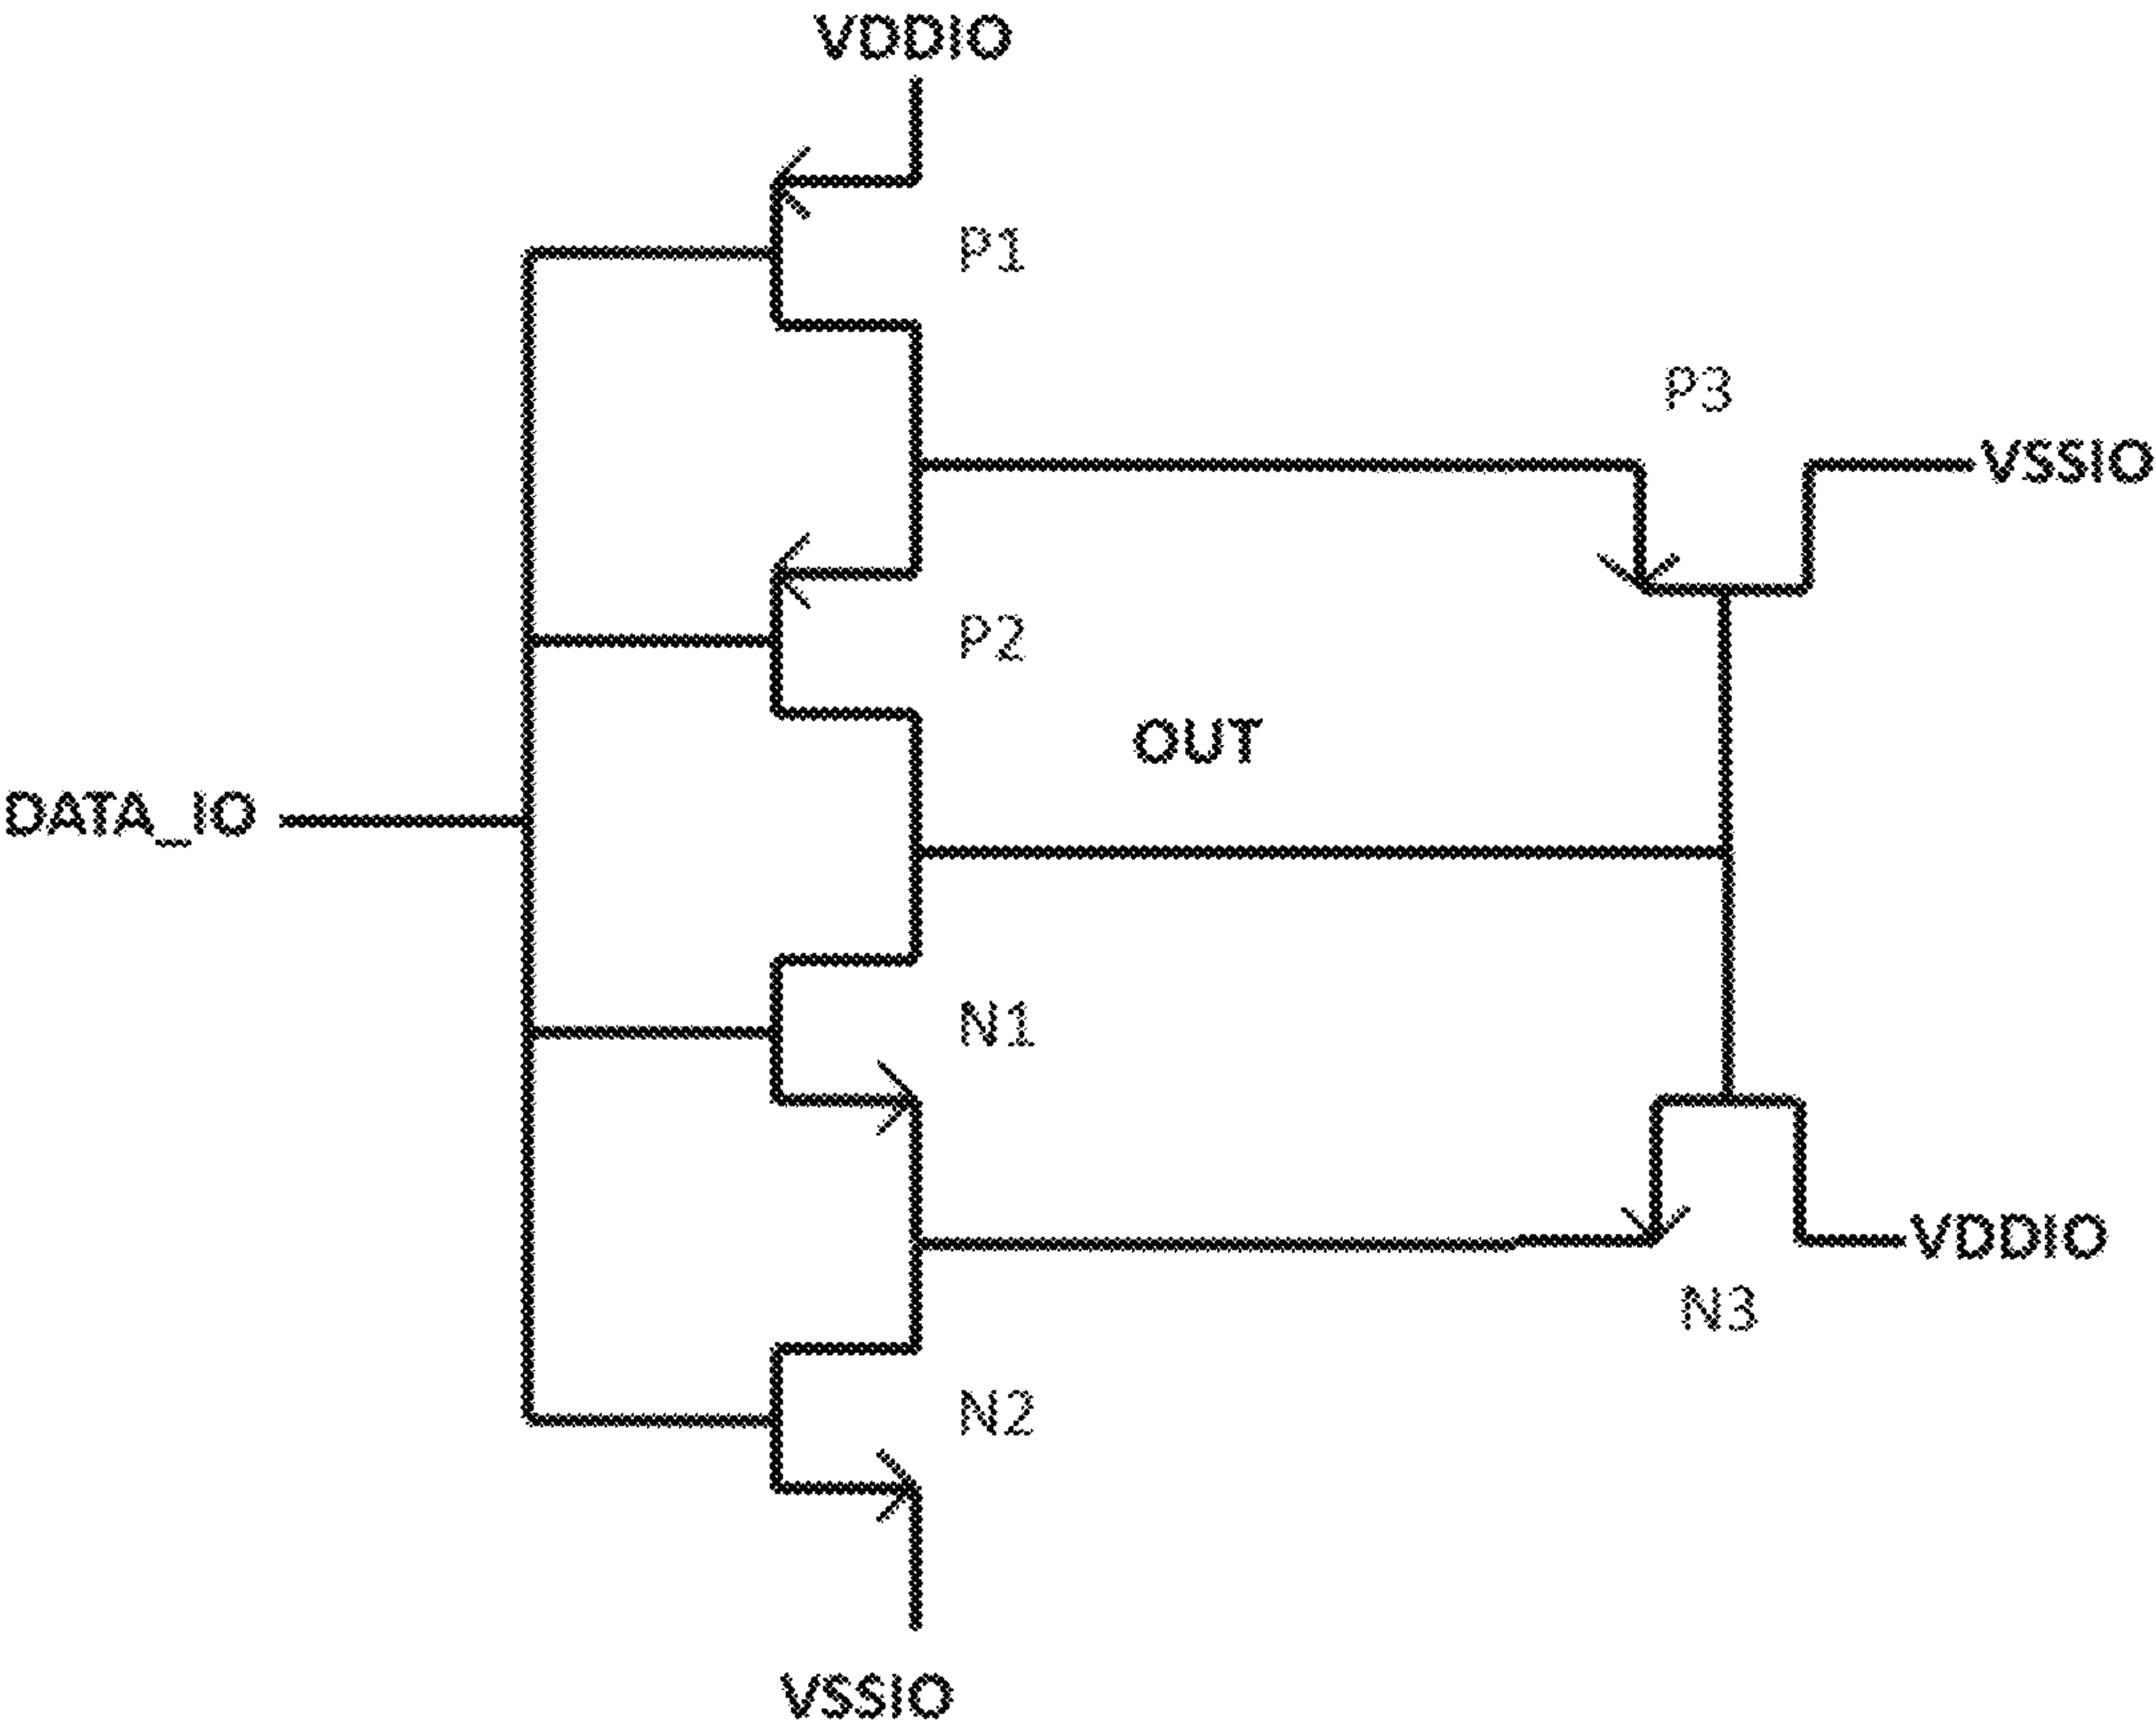 VDDIO
P1
P3
VSSIO
P2
OUT
DATA_IO
N1
VDDIO
N3
N2
VSSIO